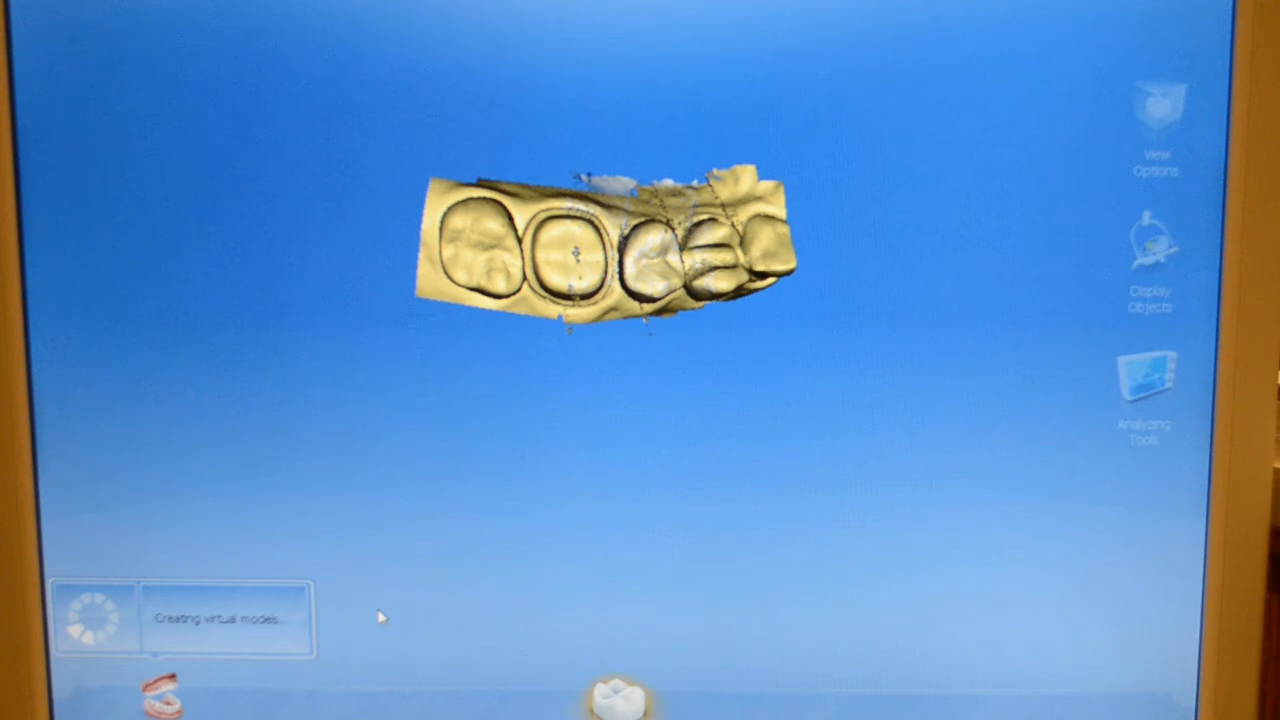 View
Options
Display
Objects
Analyzing
Tools
Creating virtual models...